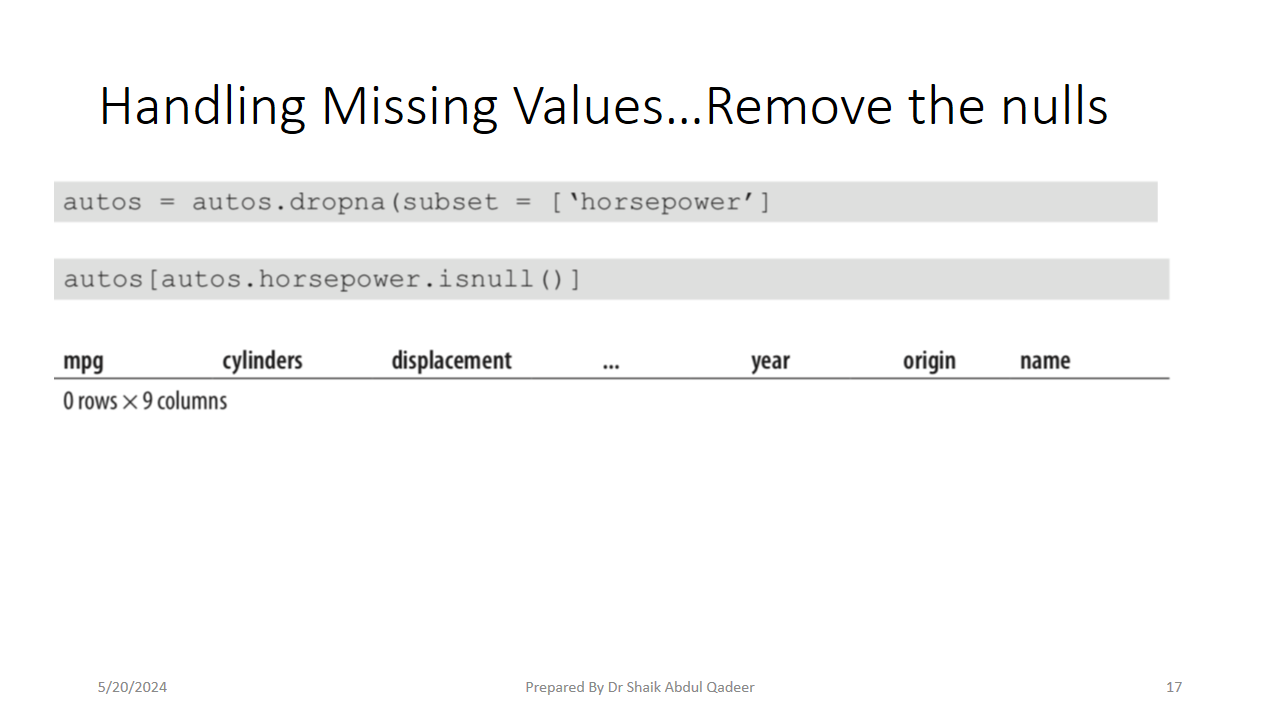 Handling Missing Values...Remove the nulls
autos = autos.dropna(subset = [‘horsepower’]
autos[autos.horsepower.isnull()]
mpg cylinders displacement ... year origin name
0 rows × 9 columns
5/20/2024 Prepared By Dr Shaik Abdul Qadeer 17